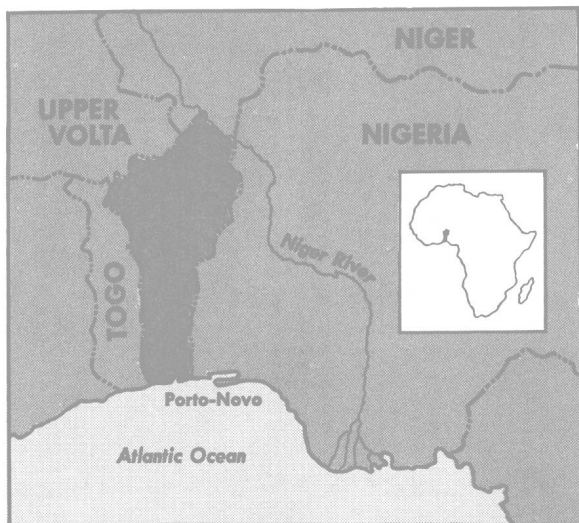 NIGER
UPPER
VOLTA
NIGERIA
Niger River
TOGO
Porto-Novo
Atlantic Ocean